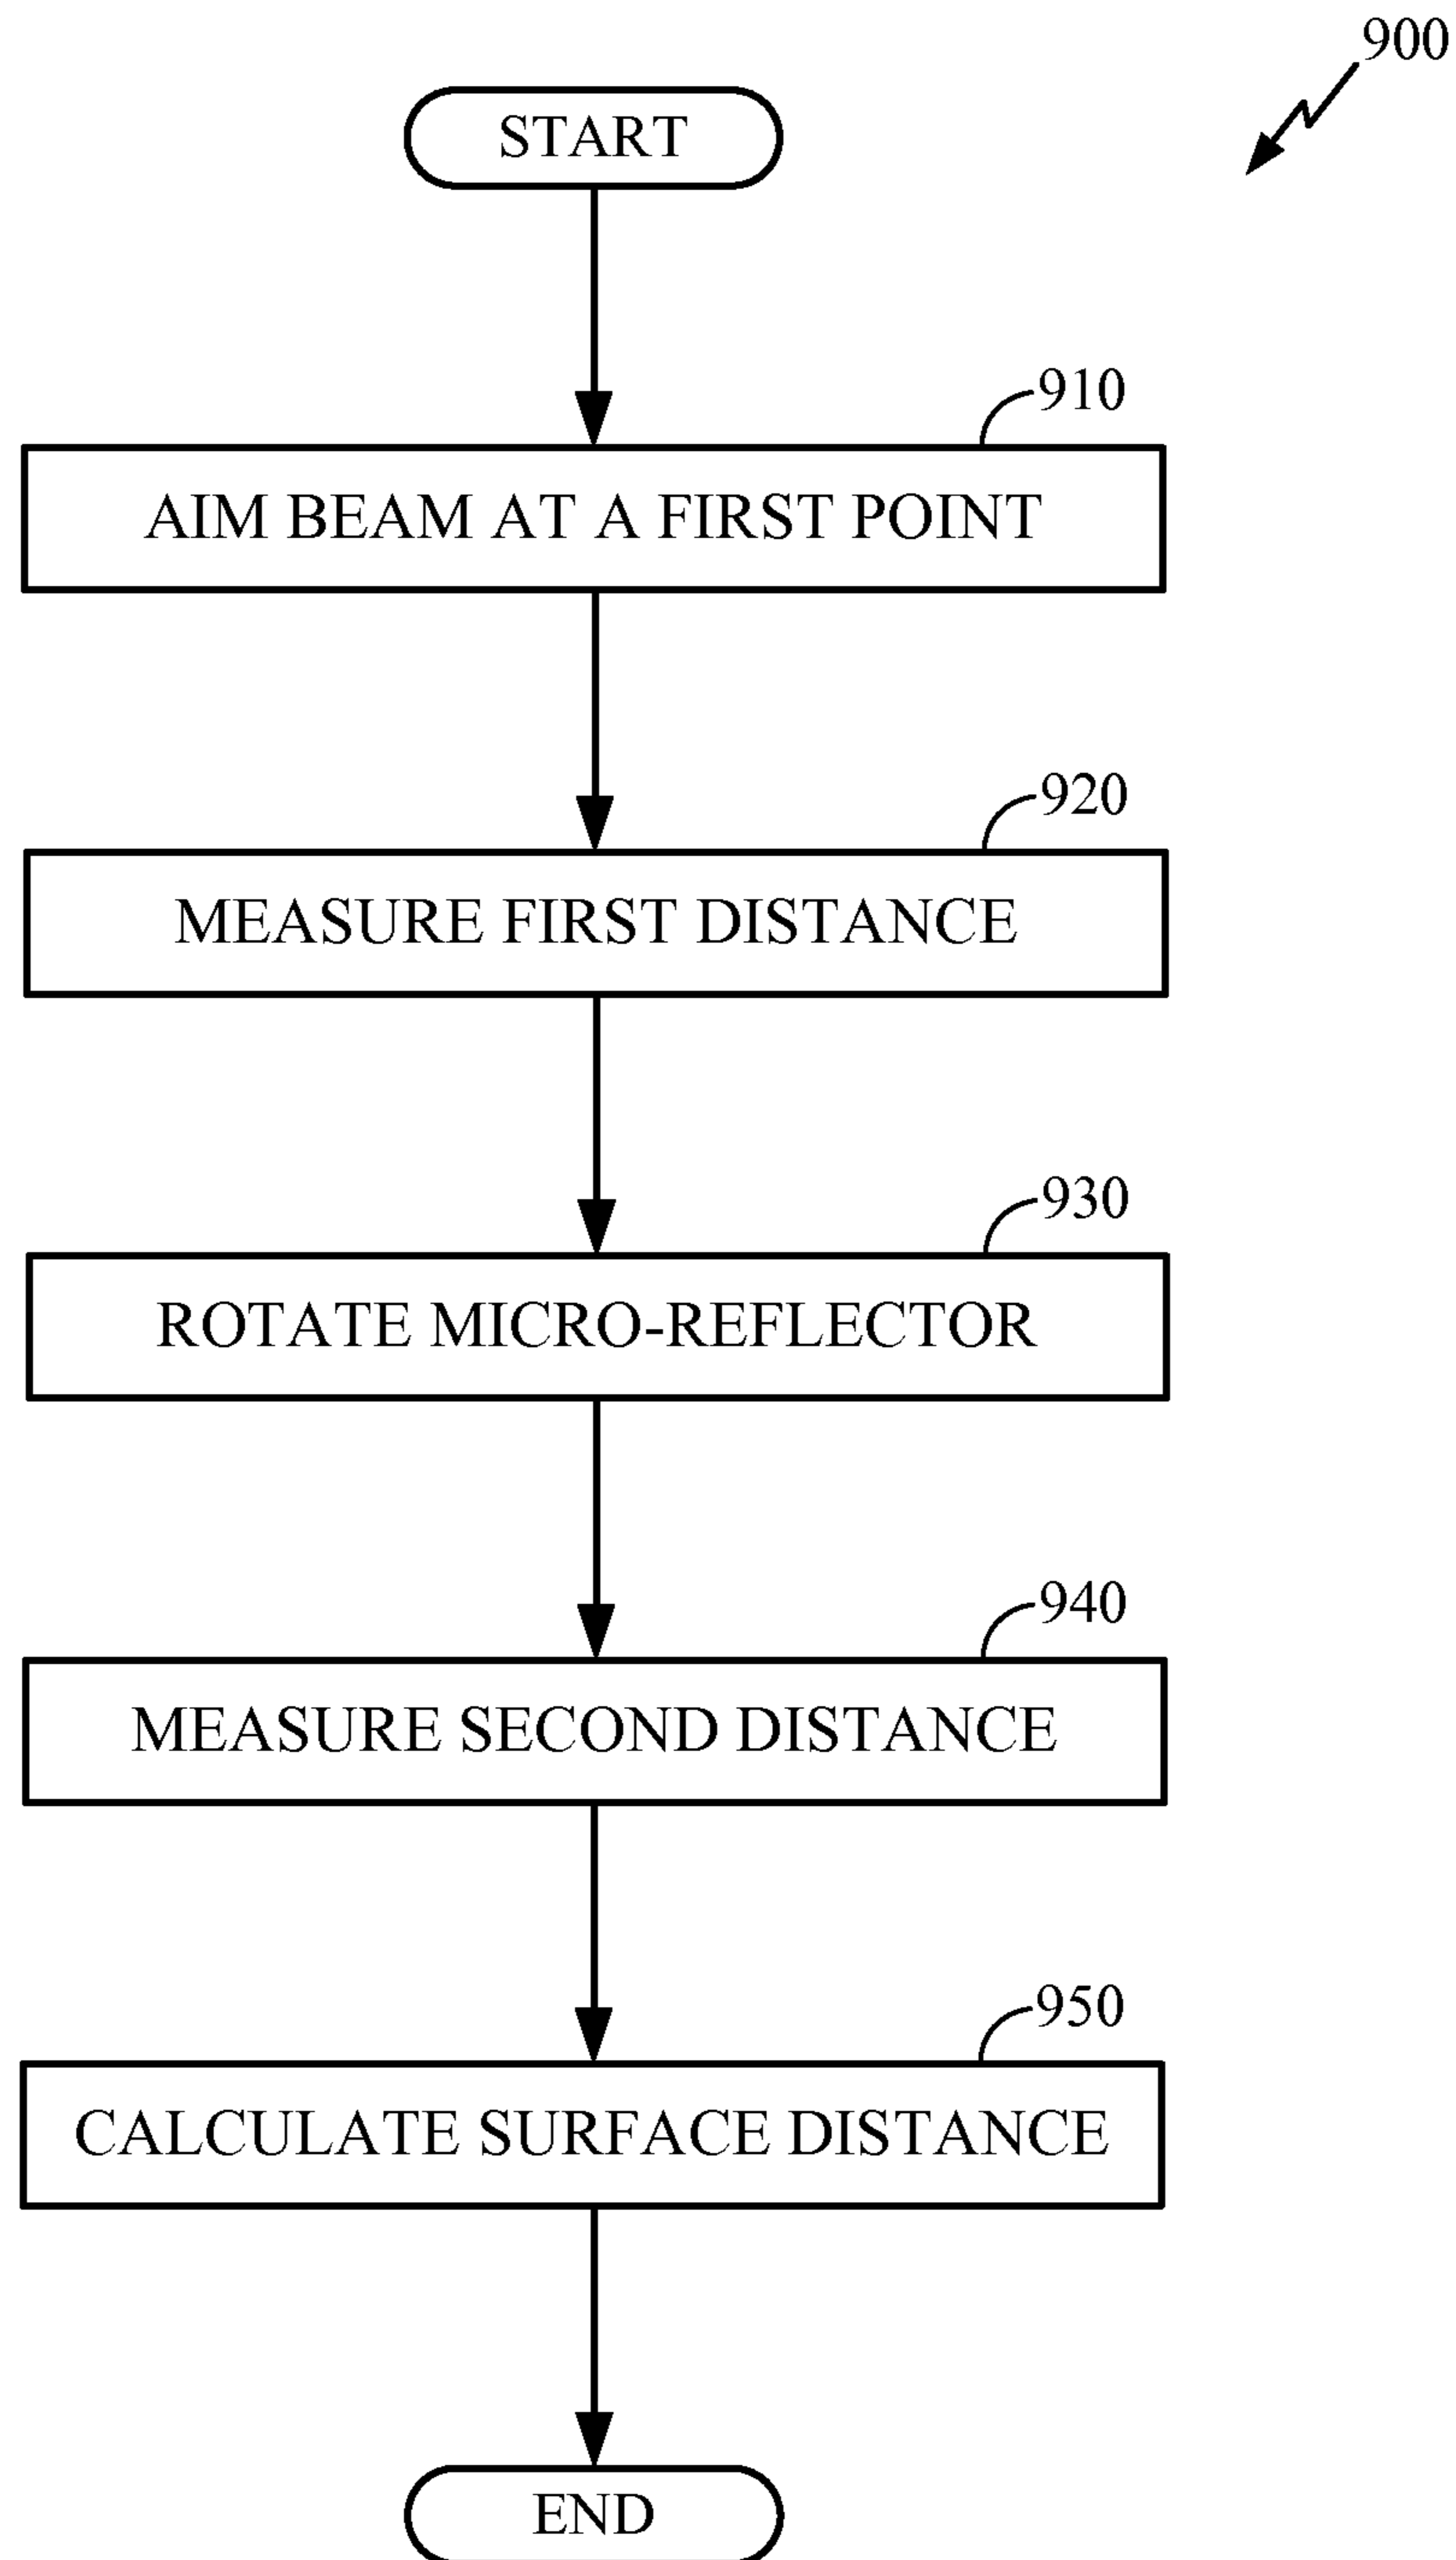 900
START
910
AIM BEAM AT A FIRST POINT
920
MEASURE FIRST DISTANCE
930
ROTATE MICRO-REFLECTOR
940
MEASURE SECOND DISTANCE
950
CALCULATE SURFACE DISTANCE
END